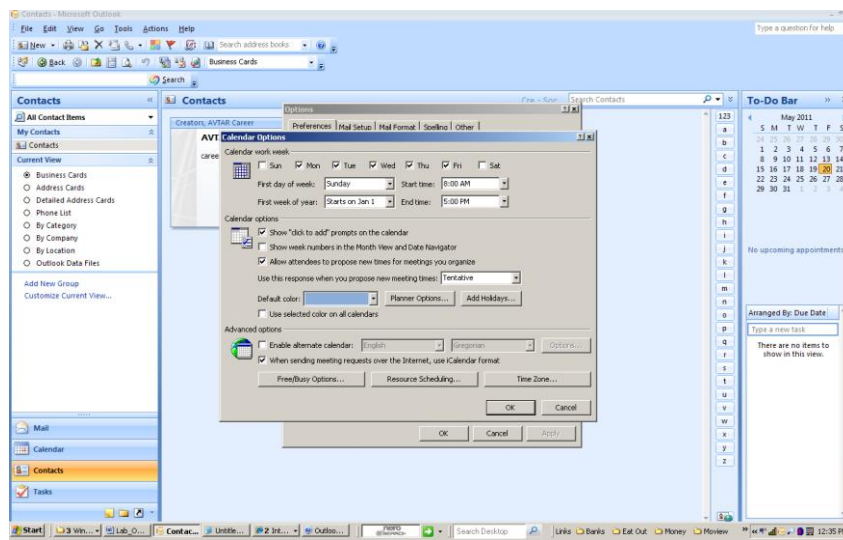 Contacts - Microsoft Outlook
File Edit View Go Tools Actions Help
Type a question for help
New
Search address books
Back
Business Cards
Search
Contacts
All Contact Items
My Contacts
Contacts
Current View
Business Cards
Address Cards
Detailed Address Cards
Phone List
By Category
By Company
By Location
Outlook Data Files
Add New Group
Customize Current View...
Mail
Calendar
Contacts
Tasks
Contacts
Search Contacts
Creators, AVTAR Career
AVT
caree
Options
Preferences Mail Setup Mail Format Spelling Other
Calendar Options
Calendar work week
Sun Mon Tue Wed Thu Fri Sat
First day of week: Sunday Start time: 8:00 AM
First week of year: Starts on Jan 1 End time: 5:00 PM
Calendar options
Show "click to add" prompts on the calendar
Show week numbers in the Month View and Date Navigator
Allow attendees to propose new times for meetings you organize
Use this response when you propose new meeting times: Tentative
Default color: Planner Options... Add Holidays...
Use selected color on all calendars
Advanced options
Enable alternate calendar: English Gregorian Options...
When sending meeting requests over the Internet, use iCalendar format
Free/Busy Options... Resource Scheduling... Time Zone...
OK Cancel
OK Cancel Apply
123
a
b
c
d
e
f
g
h
i
j
k
l
m
n
o
p
q
r
s
t
u
v
w
x
y
z
To-Do Bar
May 2011
S M T W T F S
24 25 26 27 28 29 30
1 2 3 4 5 6 7
8 9 10 11 12 13 14
15 16 17 18 19 20 21
22 23 24 25 26 27 28
29 30 31 1 2 3 4
No upcoming appointments
Arranged By: Due Date
Type a new task
There are no items to
show in this view.
Start 3 Win... Lab_O... Contac... Untitle... 2 Int... Outloo... Search Desktop Links Banks Eat Out Money Moview 12:35 P